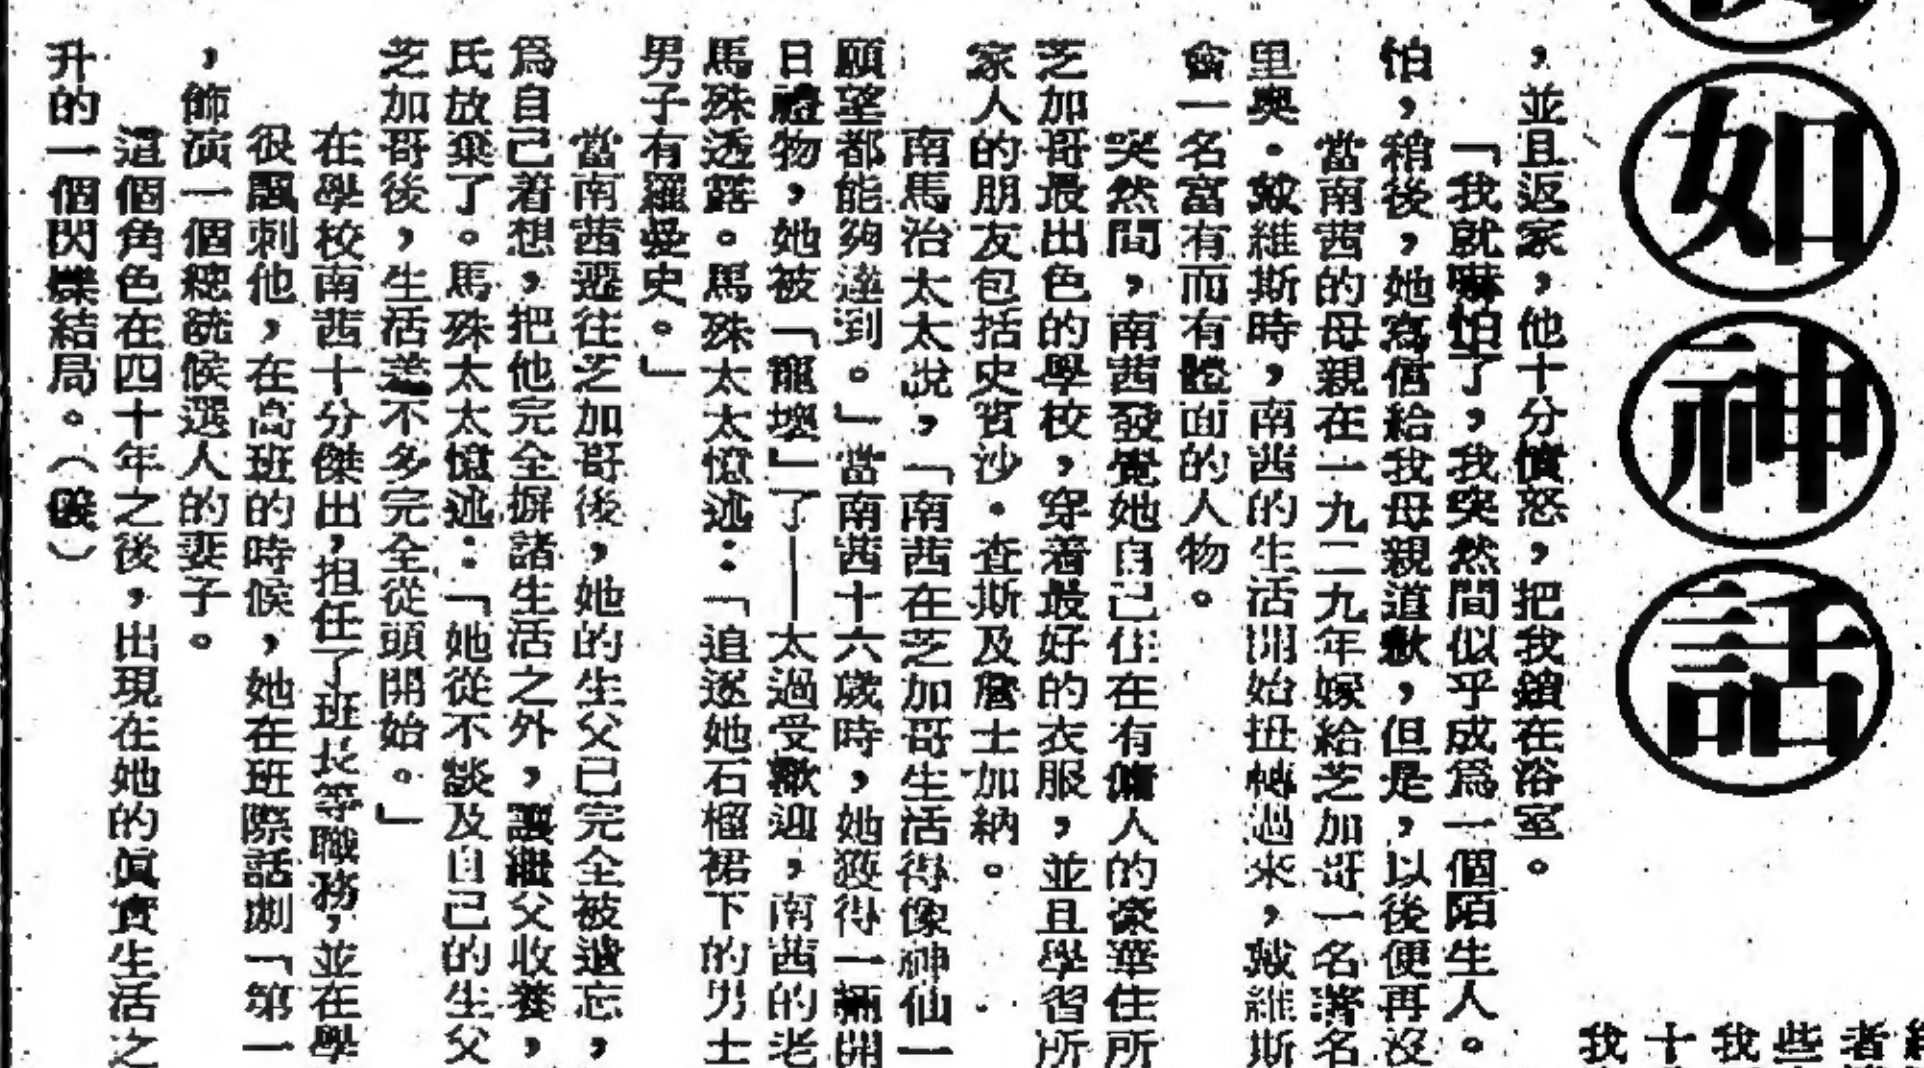 如神話
，並且返家，他十分憤怒，把我鎖在浴室。
「我就嚇怕了，我突然間似乎成爲一個陌生人。
怕，稍後，她寫信給我母親道歉，但是，以後便再沒
當南茜的母親在一九二九年嫁給芝加哥一名著名
里奧·戴維斯時，南茜的生活開始扭轉過來，戴維斯
會一名富有而有體面的人物。
突然間，南茜發覺她自己住在有傭人的豪華住所
芝加哥最出色的學校，穿着最好的衣服，並且學習所
家人的朋友包括史賓沙·查斯及詹士加納。
南馬治太太說，「南茜在芝加哥生活得像神仙一
願望都能夠達到。」當南茜十六歲時，她獲得一輛開
日禮物，她被「寵壞」了——太過受歡迎，南茜的老
馬殊透露。馬殊太太憶述：「追逐她石榴裙下的男士
男子有羅曼史。」
當南茜遷往芝加哥後，她的生父已完全被遺忘，
爲自己着想，把他完全摒諸生活之外，讓繼父收養，
氏放棄了。馬殊太太憶述：「她從不談及自己的生父
芝加哥後，生活差不多完全從頭開始。」
在學校南茜十分傑出，担任了班長等職務，並在學
很諷刺他，在高班的時候，她在班際話劇「第一
，飾演一個總統候選人的妻子。
這個角色在四十年之後，出現在她的眞實生活之
升的一個閃爍結局。（完）
我十我些者